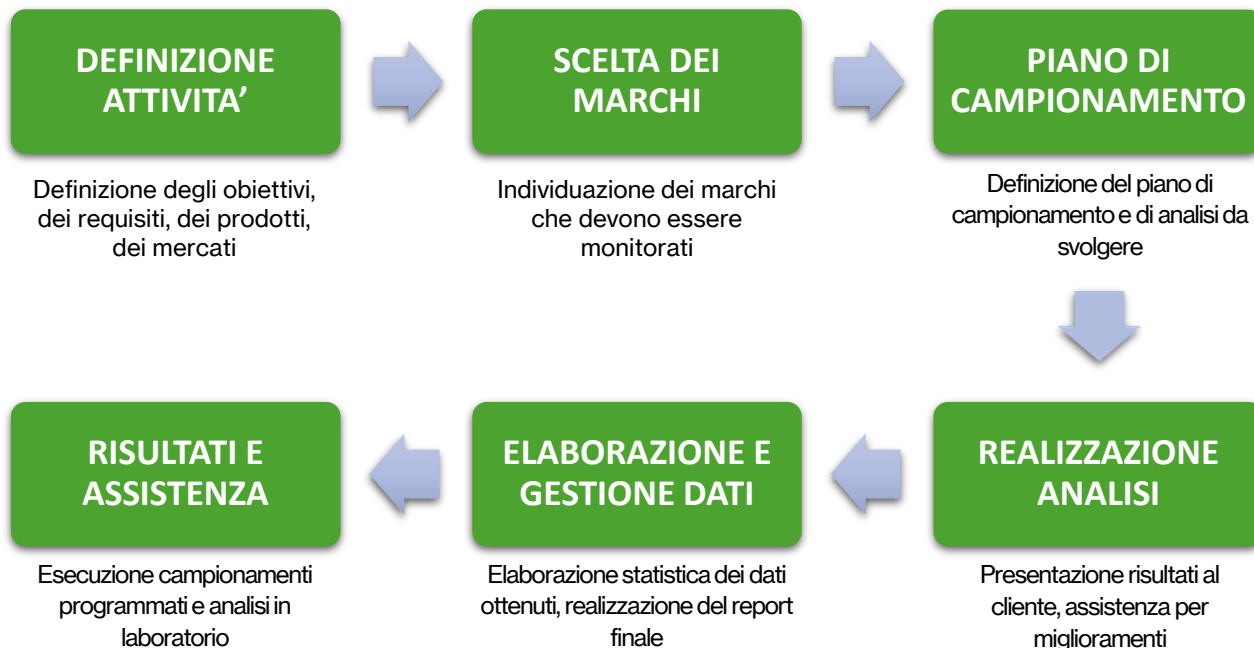 DEFINIZIONE
ATTIVITA’
Definizione degli obiettivi,
dei requisiti, dei prodotti,
dei mercati
SCELTA DEI
MARCHI
Individuazione dei marchi
che devono essere
monitorati
PIANO DI
CAMPIONAMENTO
Definizione del piano di
campionamento e di analisi da
svolgere
REALIZZAZIONE
ANALISI
Presentazione risultati al
cliente, assistenza per
miglioramenti
ELABORAZIONE E
GESTIONE DATI
Elaborazione statistica dei dati
ottenuti, realizzazione del report
finale
RISULTATI E
ASSISTENZA
Esecuzione campionamenti
programmati e analisi in
laboratorio